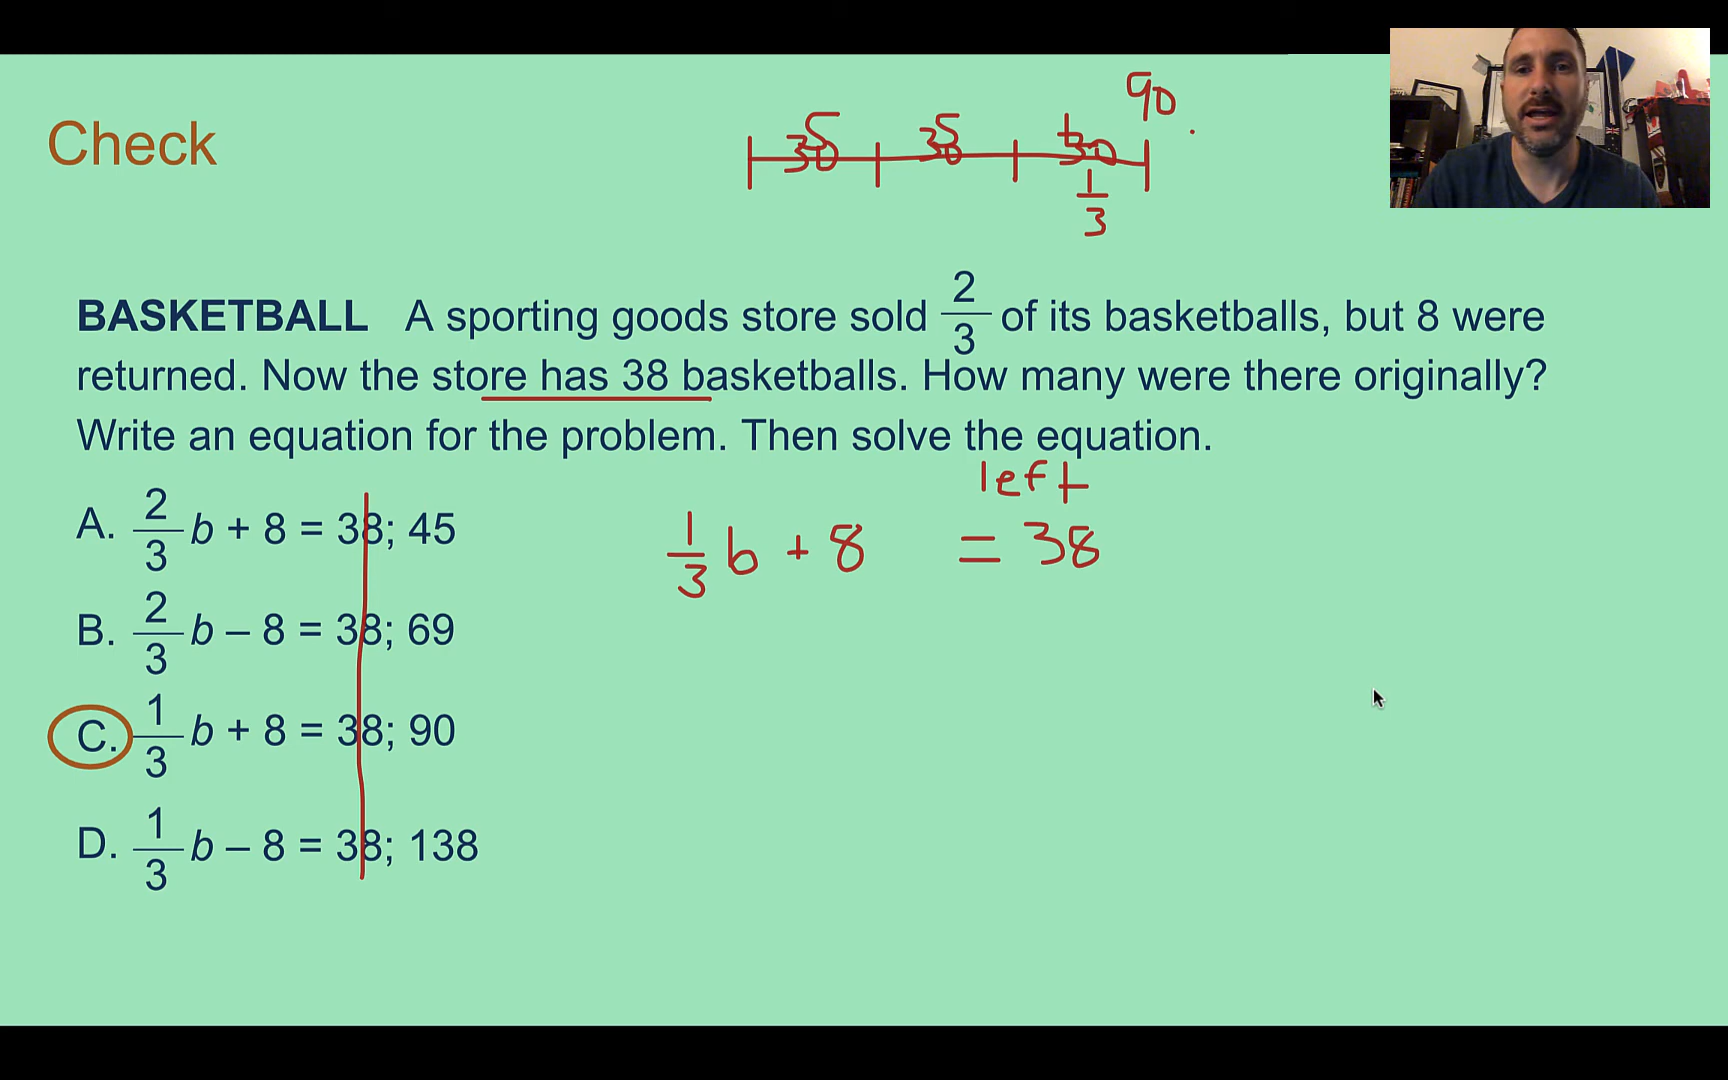 90.
Check
30 30 30
1/3
BASKETBALL A sporting goods store sold 2/3 of its basketballs, but 8 were
returned. Now the store has 38 basketballs. How many were there originally?
Write an equation for the problem. Then solve the equation.
left
A. 2/3 b + 8 = 38; 45
1/3 b + 8 = 38
B. 2/3 b – 8 = 38; 69
C. 1/3 b + 8 = 38; 90
D. 1/3 b – 8 = 38; 138